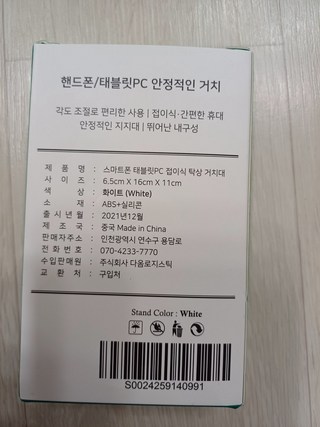 핸드폰/태블릿PC 안정적인 거치
각도 조절로 편리한 사용 | 접이식·간편한 휴대
안정적인 지지대 | 뛰어난 내구성
제 품 명 : 스마트폰 태블릿PC 접이식 탁상 거치대
사 이 즈 : 6.5cm X 16cm X 11cm
색 상 : 화이트 (White)
소 재 : ABS+실리콘
출 시 년 월 : 2021년12월
제 조 국 : 중국 Made in China
판매자주소 : 인천광역시 연수구 용담로
전 화 번 호 : 070-4233-7770
수입판매원 : 주식회사 다음로지스틱
교 환 처 : 구입처
Stand Color : White
S0024259140991